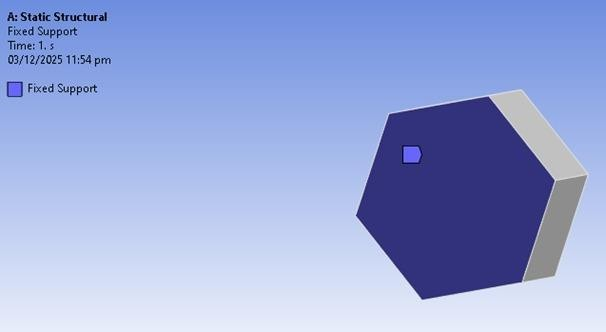 A: Static Structural
Fixed Support
Time: 1. s
03/12/2025 11:54 pm
Fixed Support